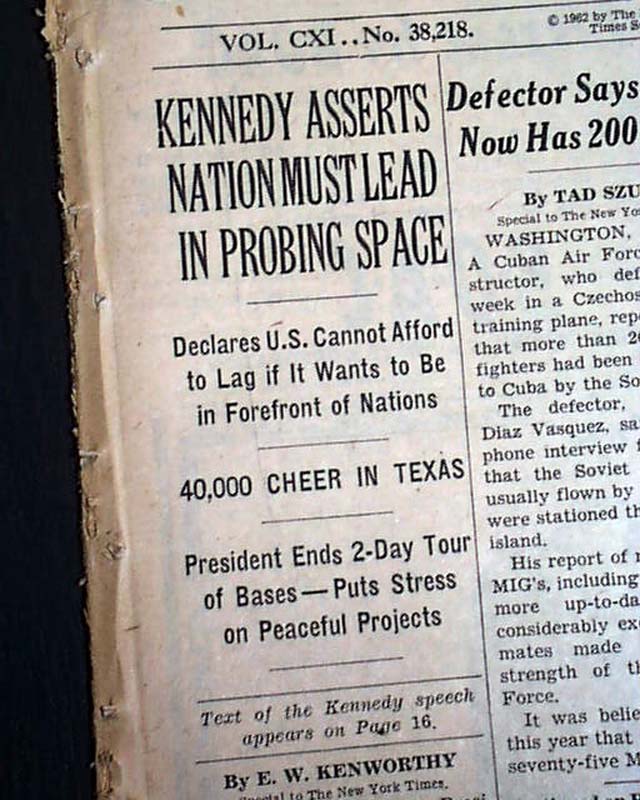 VOL. CXI..No. 38,218.
© 1962 by The
Times
KENNEDY ASSERTS
NATION MUST LEAD
IN PROBING SPACE
Declares U.S. Cannot Afford
to Lag if It Wants to Be
in Forefront of Nations
40,000 CHEER IN TEXAS
President Ends 2-Day Tour
of Bases—Puts Stress
on Peaceful Projects
Text of the Kennedy speech
appears on Page 16.
By E. W. KENWORTHY
Special to The New York Times.
Defector Says
Now Has 200
By TAD SZU
Special to The New Yo
WASHINGTON,
A Cuban Air Forc
structor, who def
week in a Czechos
training plane, rep
that more than 2
fighters had been
to Cuba by the So
The defector,
Diaz Vasquez, sa
phone interview f
that the Soviet
usually flown by
were stationed th
island.
His report of
MIG's, including
more up-to-da
considerably ex
mates made
strength of th
Force.
It was belie
this year that
seventy-five M